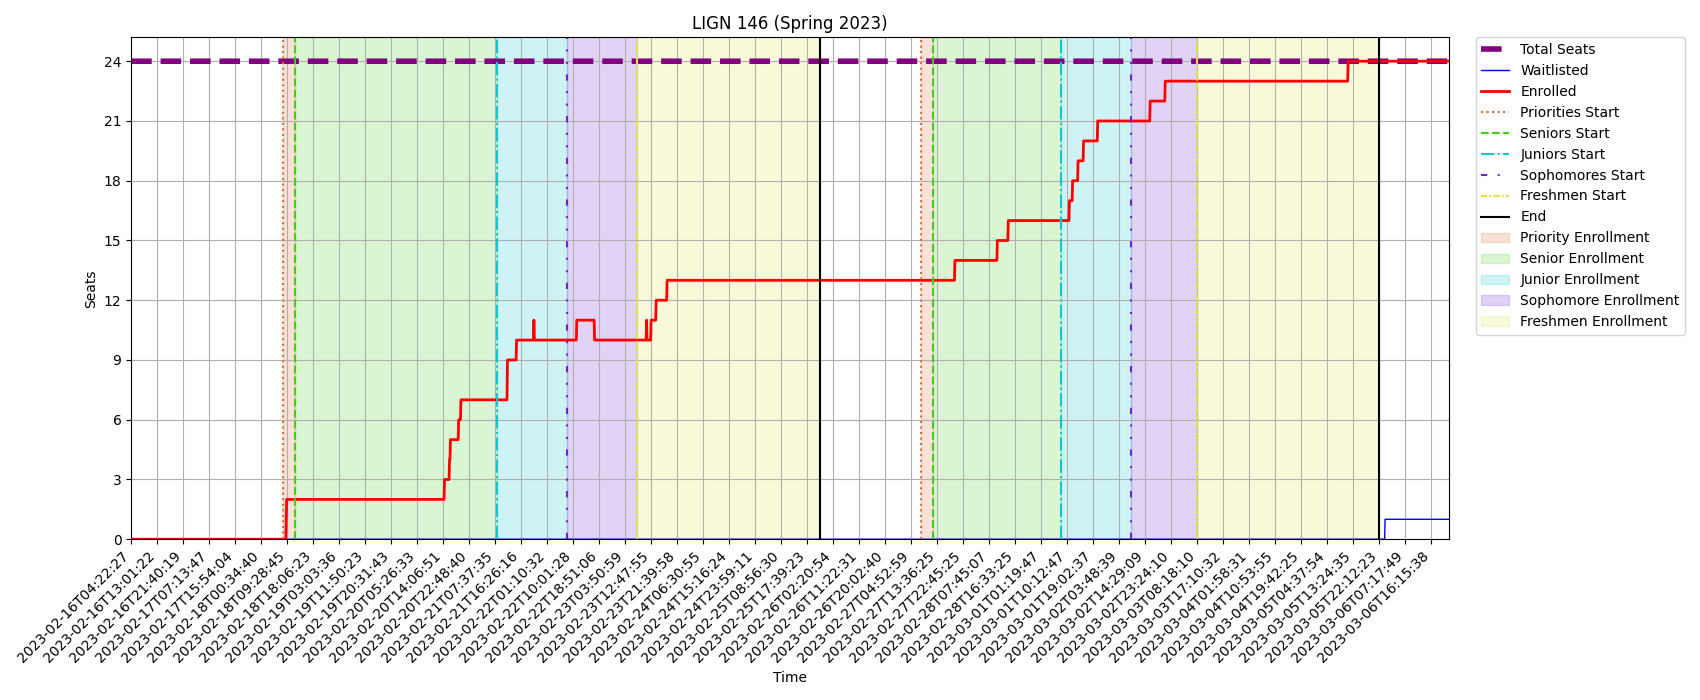 LIGN 146 (Spring 2023)
Seats
24
21
18
15
12
9
6
3
0
2023-02-16T04:22:27
2023-02-16T13:01:22
2023-02-16T21:40:19
2023-02-17T07:13:47
2023-02-17T15:54:04
2023-02-18T00:34:40
2023-02-18T09:28:45
2023-02-18T18:06:23
2023-02-19T03:03:36
2023-02-19T11:50:23
2023-02-19T20:31:43
2023-02-20T05:26:33
2023-02-20T14:06:51
2023-02-20T22:48:40
2023-02-21T07:37:35
2023-02-21T16:26:16
2023-02-22T01:10:32
2023-02-22T10:01:28
2023-02-22T18:51:06
2023-02-23T03:50:59
2023-02-23T12:47:55
2023-02-23T21:39:58
2023-02-24T06:30:55
2023-02-24T15:16:24
2023-02-24T23:59:11
2023-02-25T08:56:30
2023-02-25T17:39:23
2023-02-26T02:20:54
2023-02-26T11:22:31
2023-02-26T20:02:40
2023-02-27T04:52:59
2023-02-27T13:36:25
2023-02-27T22:45:25
2023-02-28T07:45:07
2023-02-28T16:33:25
2023-03-01T01:19:47
2023-03-01T10:12:47
2023-03-01T19:02:37
2023-03-02T03:48:39
2023-03-02T14:29:09
2023-03-02T23:24:10
2023-03-03T08:18:10
2023-03-03T17:10:32
2023-03-04T01:58:31
2023-03-04T10:53:55
2023-03-04T19:42:25
2023-03-05T04:37:54
2023-03-05T13:24:35
2023-03-05T22:12:23
2023-03-06T07:17:49
2023-03-06T16:15:38
Time
Total Seats
Waitlisted
Enrolled
Priorities Start
Seniors Start
Juniors Start
Sophomores Start
Freshmen Start
End
Priority Enrollment
Senior Enrollment
Junior Enrollment
Sophomore Enrollment
Freshmen Enrollment